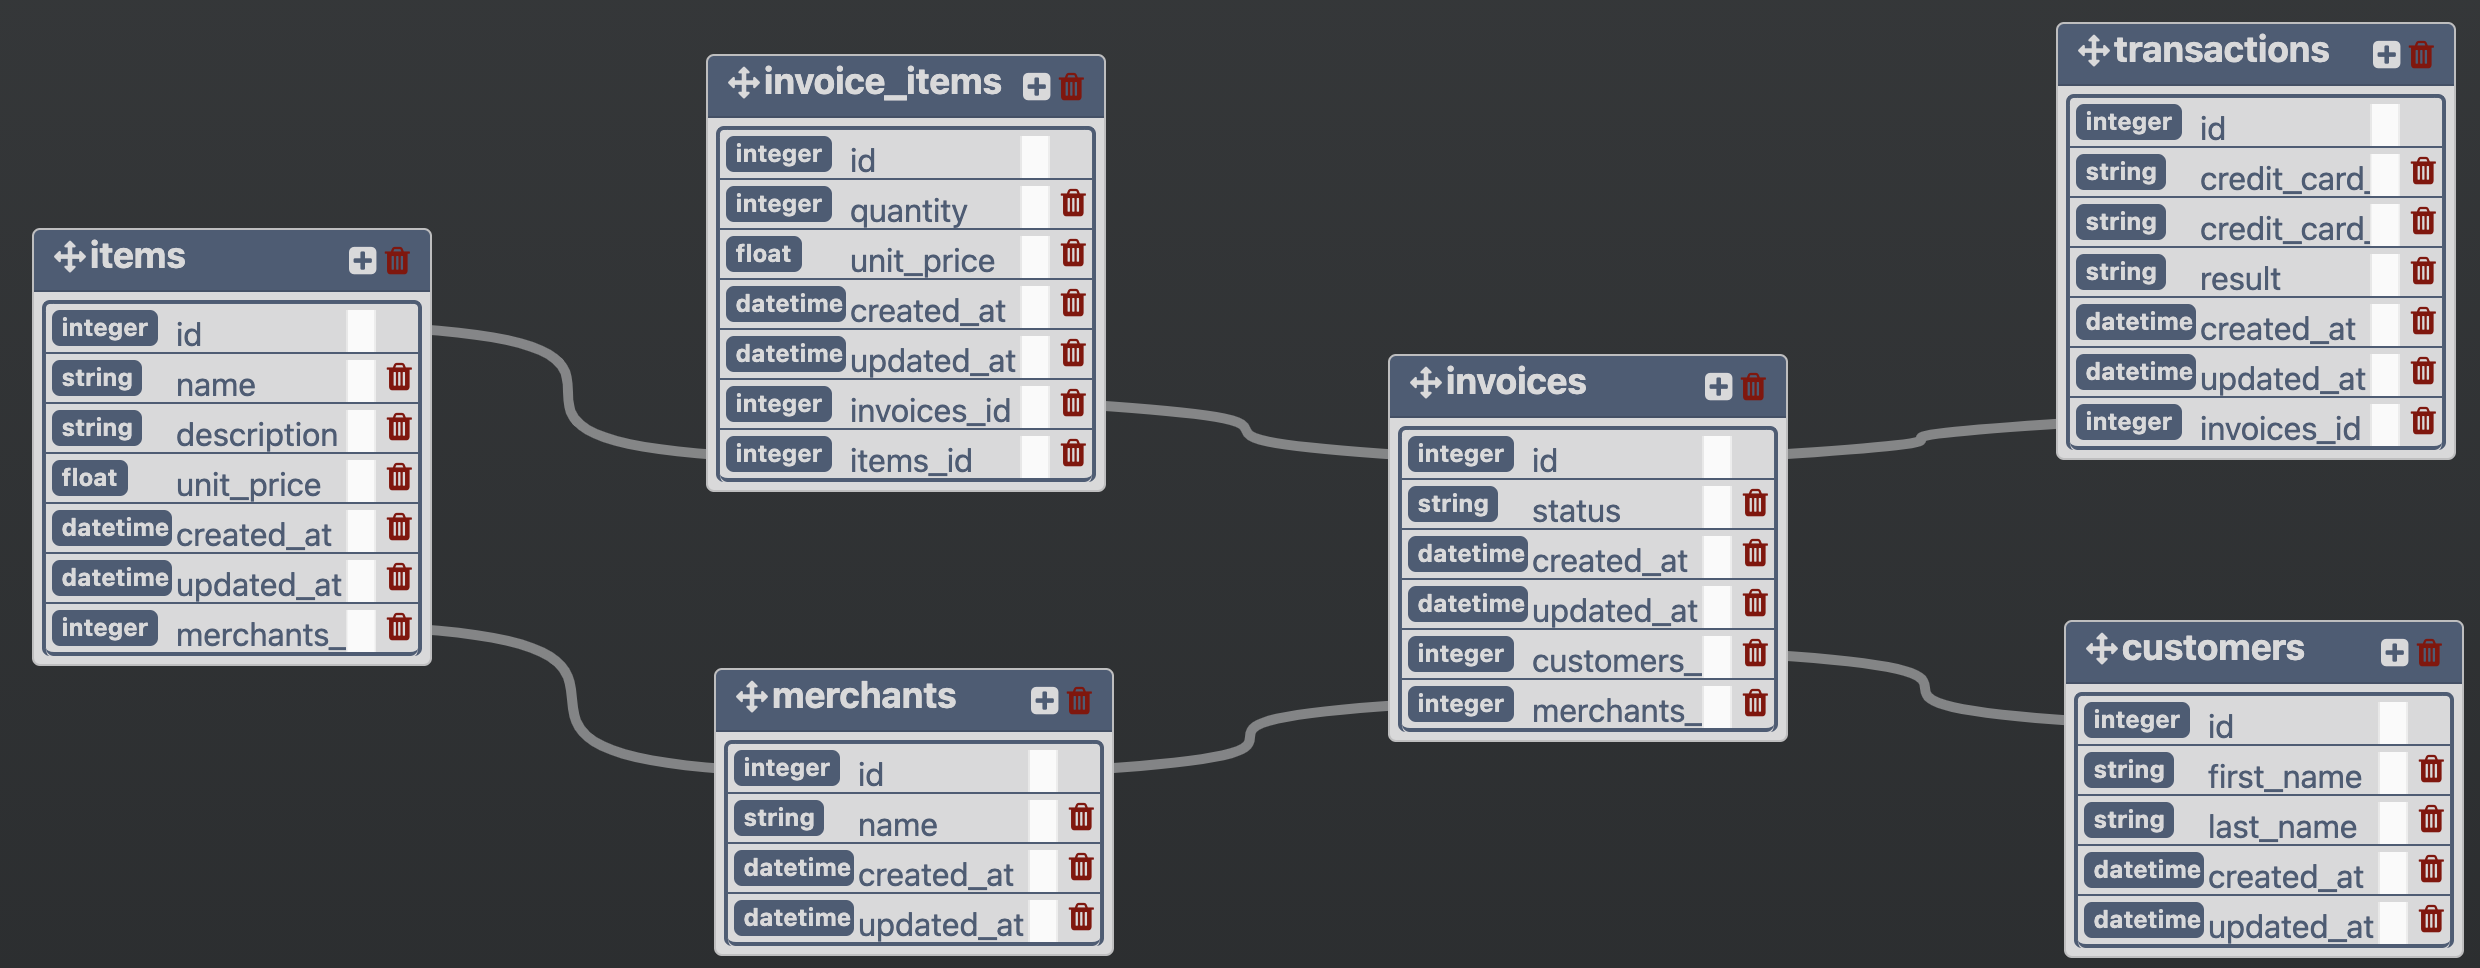 items
integer id
string name
string description
float unit_price
datetime created_at
datetime updated_at
integer merchants_
invoice_items
integer id
integer quantity
float unit_price
datetime created_at
datetime updated_at
integer invoices_id
integer items_id
merchants
integer id
string name
datetime created_at
datetime updated_at
invoices
integer id
string status
datetime created_at
datetime updated_at
integer customers_
integer merchants_
transactions
integer id
string credit_card_
string credit_card_
string result
datetime created_at
datetime updated_at
integer invoices_id
customers
integer id
string first_name
string last_name
datetime created_at
datetime updated_at